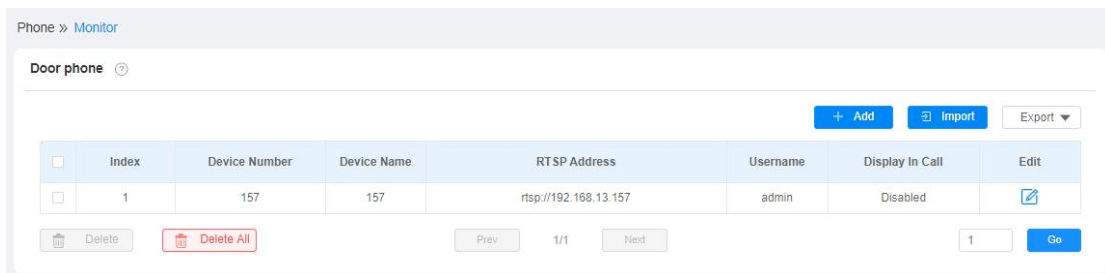 Phone » Monitor
Door phone ?
+ Add Import Export
Index Device Number Device Name RTSP Address Username Display In Call Edit
1 157 157 rtsp://192.168.13.157 admin Disabled
Delete Delete All Prev 1/1 Next 1 Go